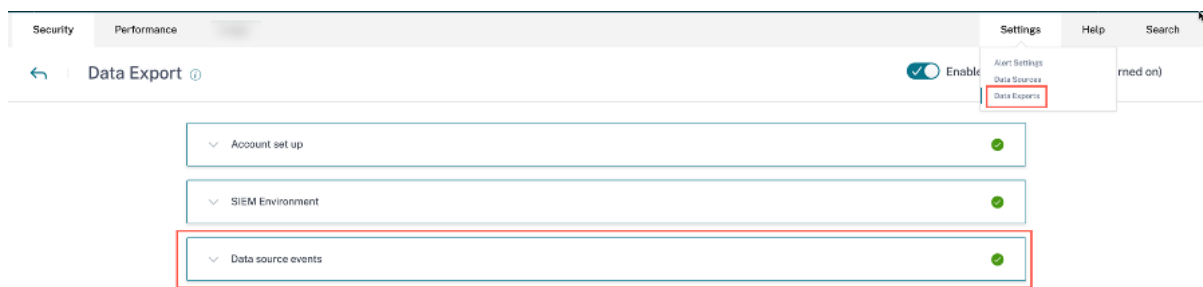 Security Performance Settings Help Search
Data Export Enable rned on)
Alert Settings
Data Sources
Data Exports
Account set up
SIEM Environment
Data source events